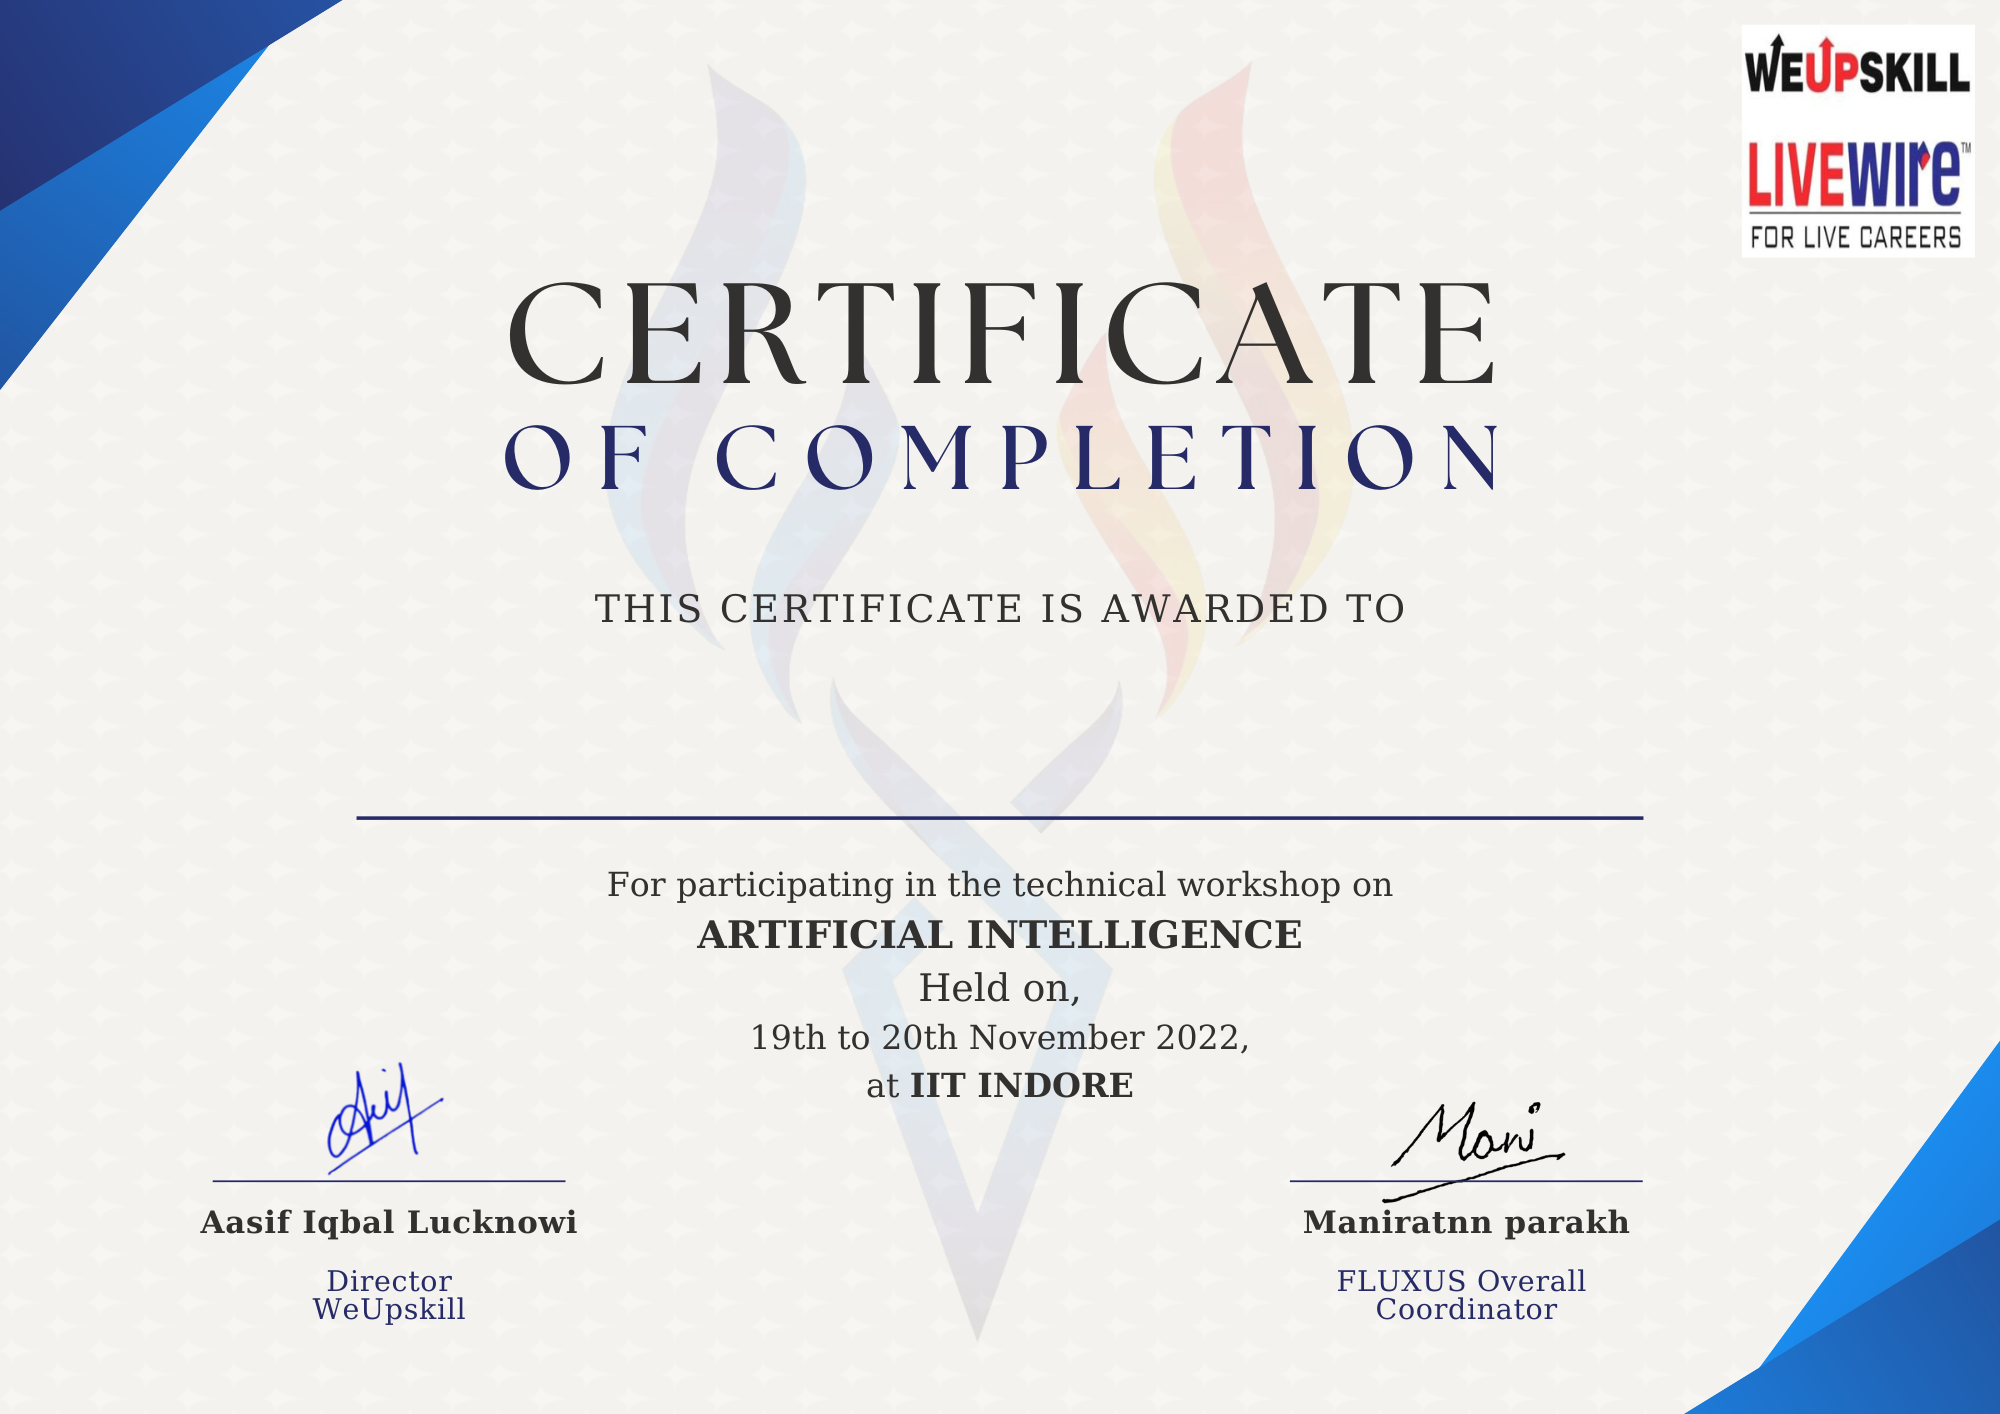 WEUPSKILL
LIVEWIRE™
FOR LIVE CAREERS
CERTIFICATE
OF COMPLETION
THIS CERTIFICATE IS AWARDED TO
For participating in the technical workshop on
ARTIFICIAL INTELLIGENCE
Held on,
19th to 20th November 2022,
at IIT INDORE
Mani
Aasif Iqbal Lucknowi
Director
WeUpskill
Maniratnn parakh
FLUXUS Overall
Coordinator